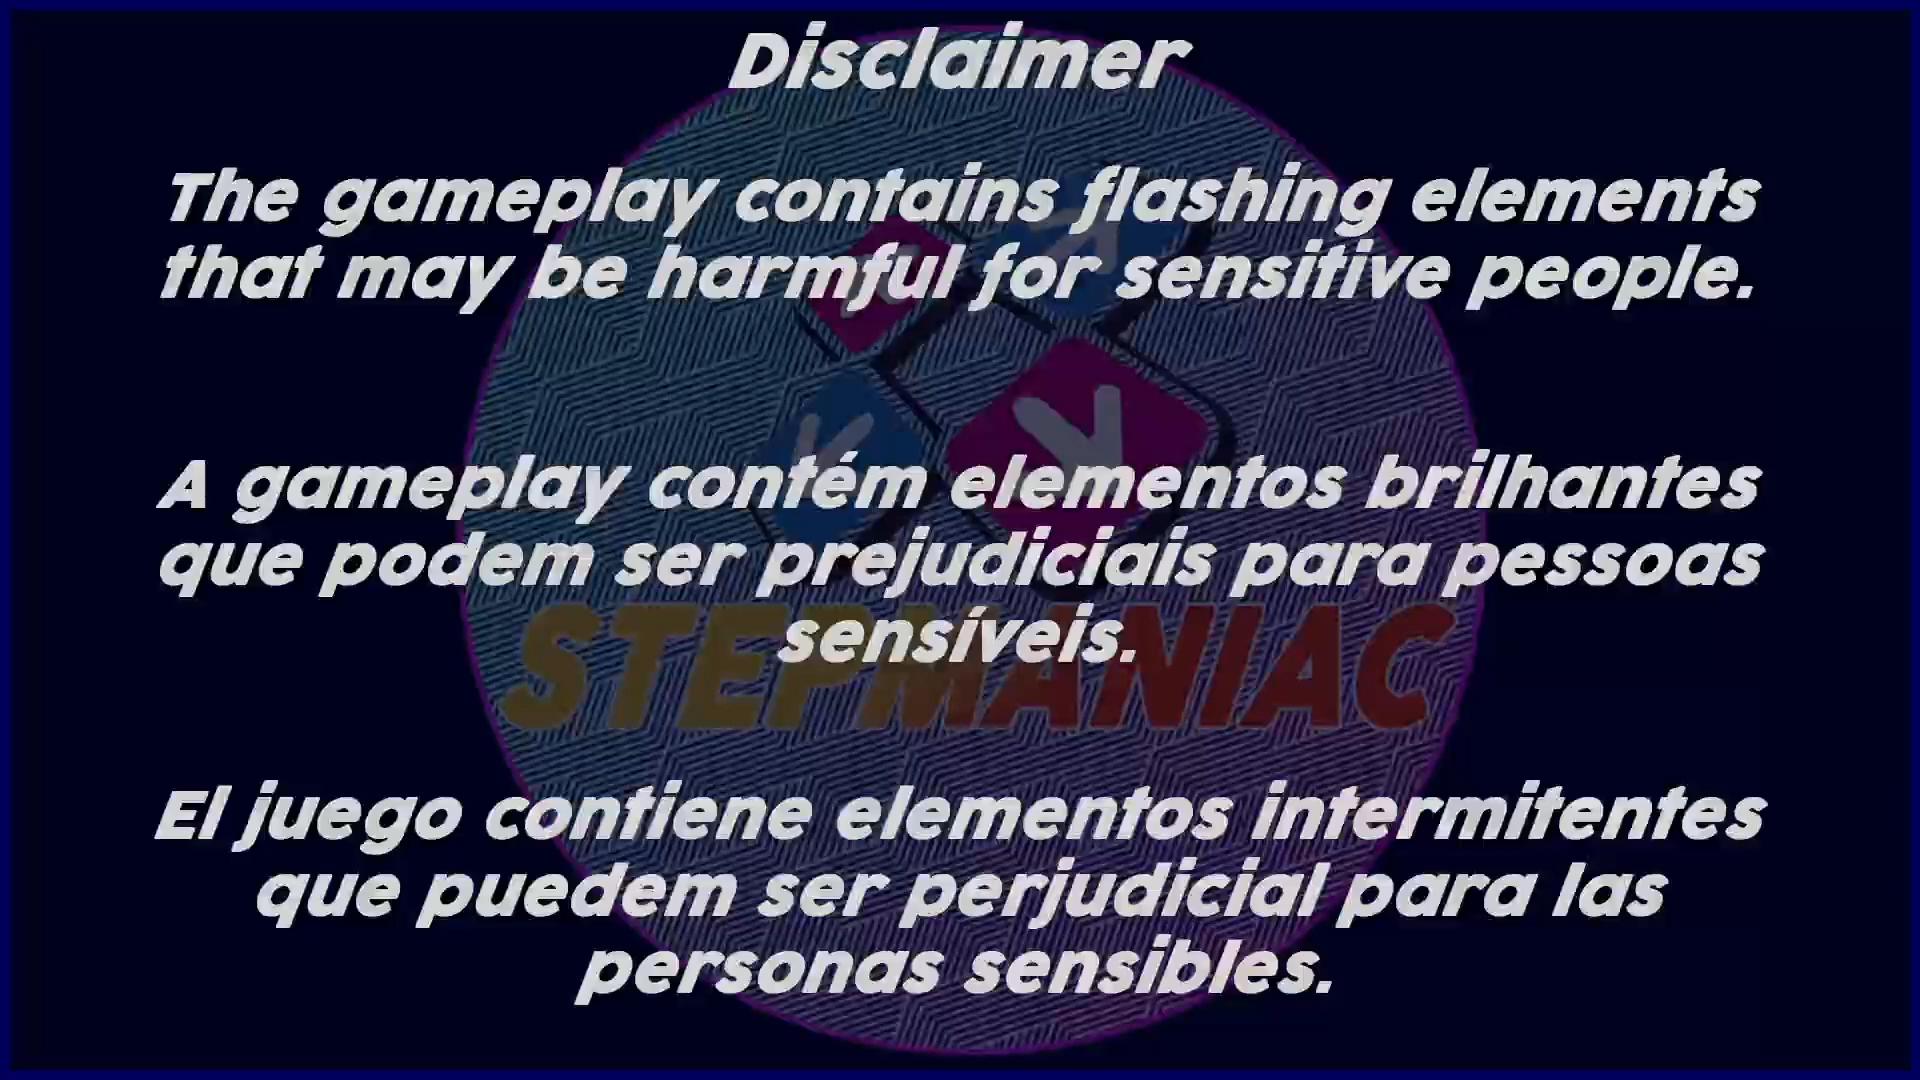 Disclaimer
The gameplay contains flashing elements
that may be harmful for sensitive people.
A gameplay contém elementos brilhantes
que podem ser prejudiciais para pessoas
sensíveis.
STEPMANIAC
El juego contiene elementos intermitentes
que puedem ser perjudicial para las
personas sensibles.